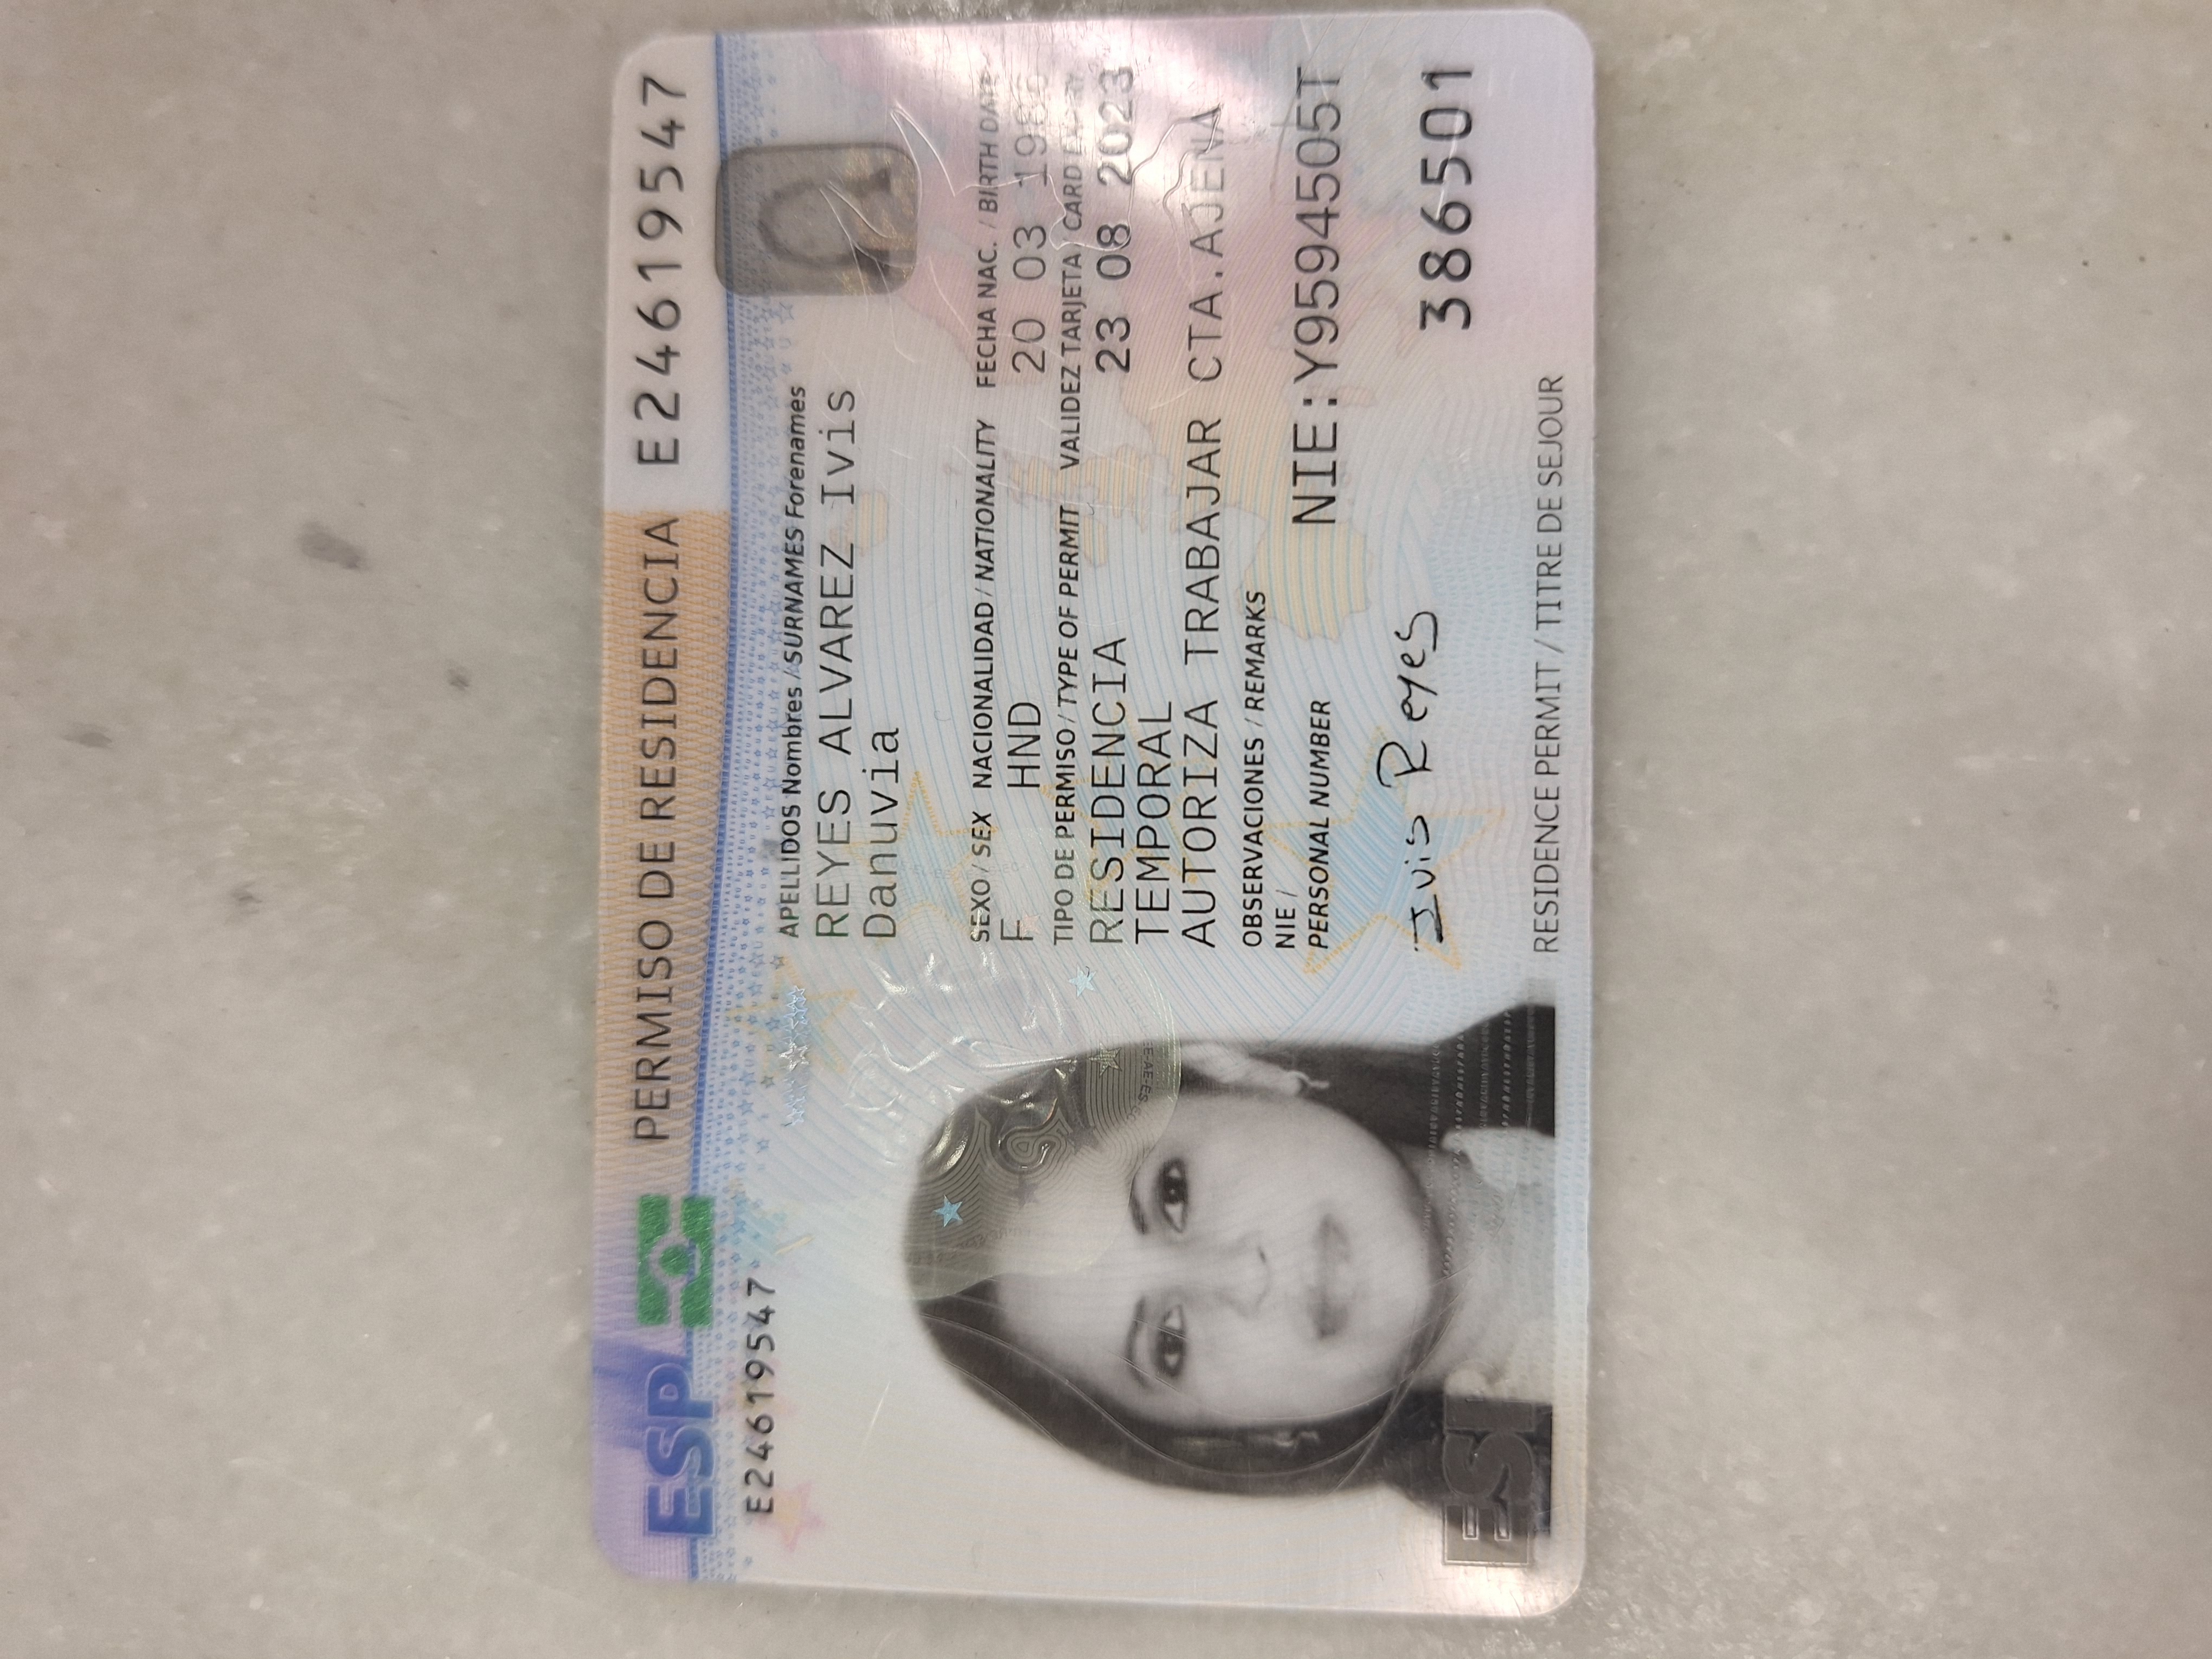 ESP
PERMISO DE RESIDENCIA
E24619547
E24619547
APELLIDOS Nombres / SURNAMES Forenames
REYES ALVAREZ Ivis
Danuvia
SEXO / SEX NACIONALIDAD / NATIONALITY FECHA NAC. / BIRTH DATE
F HND 20 03 1986
TIPO DE PERMISO / TYPE OF PERMIT VALIDEZ TARJETA / CARD EXPIRY
RESIDENCIA 23 08 2023
TEMPORAL
AUTORIZA TRABAJAR CTA.AJENA
OBSERVACIONES / REMARKS
NIE /
PERSONAL NUMBER
NIE:Y9594505T
Ivis Reyes
386501
ESP
RESIDENCE PERMIT / TITRE DE SEJOUR